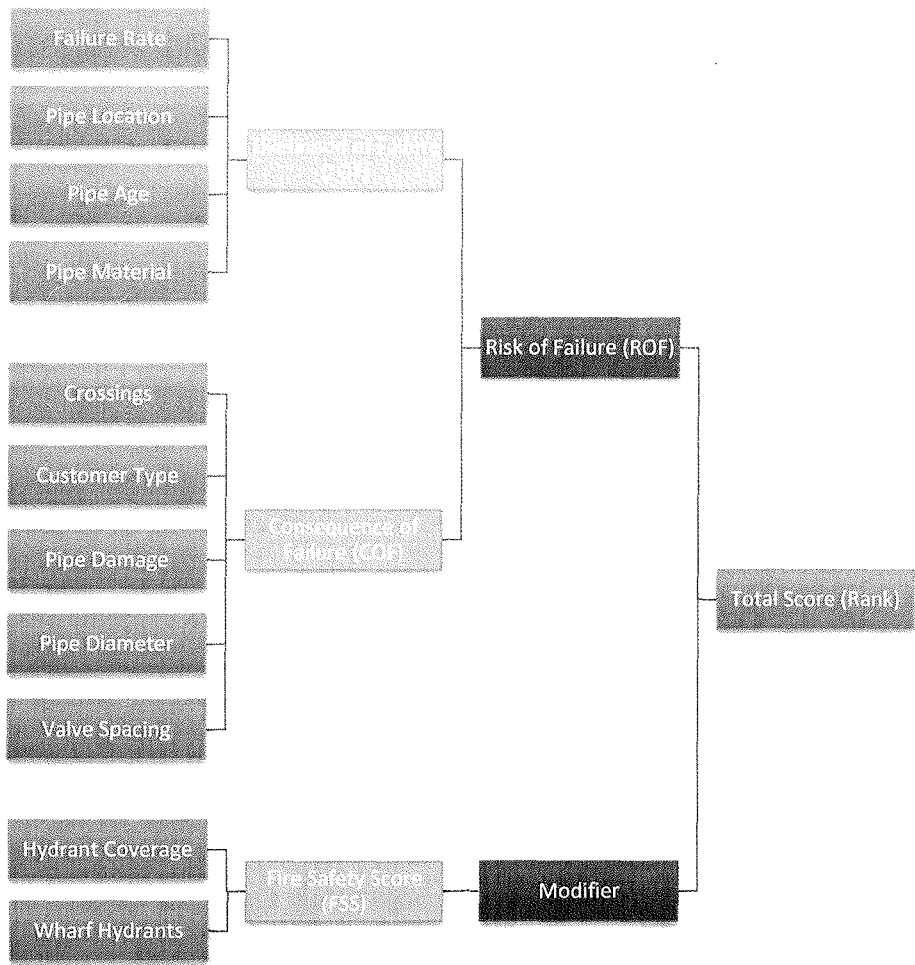 Failure Rate
Pipe Location
Pipe Age
Pipe Material
Risk of Failure (ROF)
Crossings
Customer Type
Consequence of
Failure (COF)
Pipe Damage
Total Score (Rank)
Pipe Diameter
Valve Spacing
Hydrant Coverage
Fire Safety Score
(FSS)
Modifier
Wharf Hydrants